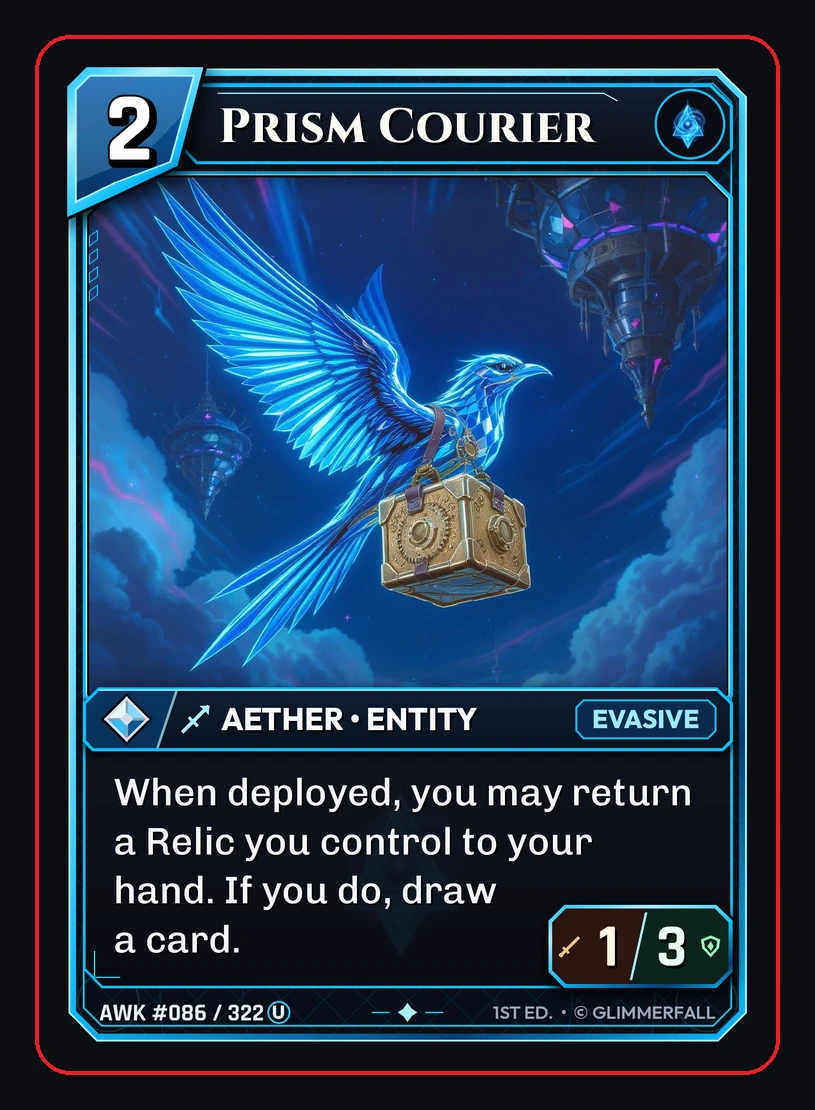 2
PRISM COURIER
AETHER • ENTITY
EVASIVE
When deployed, you may return
a Relic you control to your
hand. If you do, draw
a card.
1 / 3
AWK #086 / 322 U
1ST ED. • © GLIMMERFALL